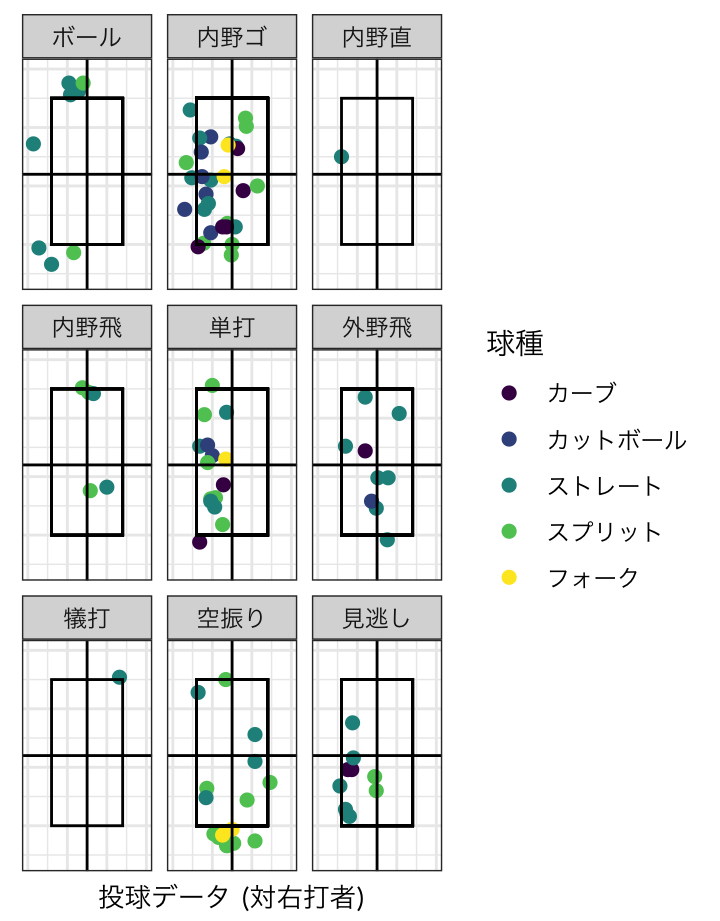 ボール
内野ゴ
内野直
内野飛
単打
外野飛
犠打
空振り
見逃し
球種
カーブ
カットボール
ストレート
スプリット
フォーク
投球データ (対右打者)